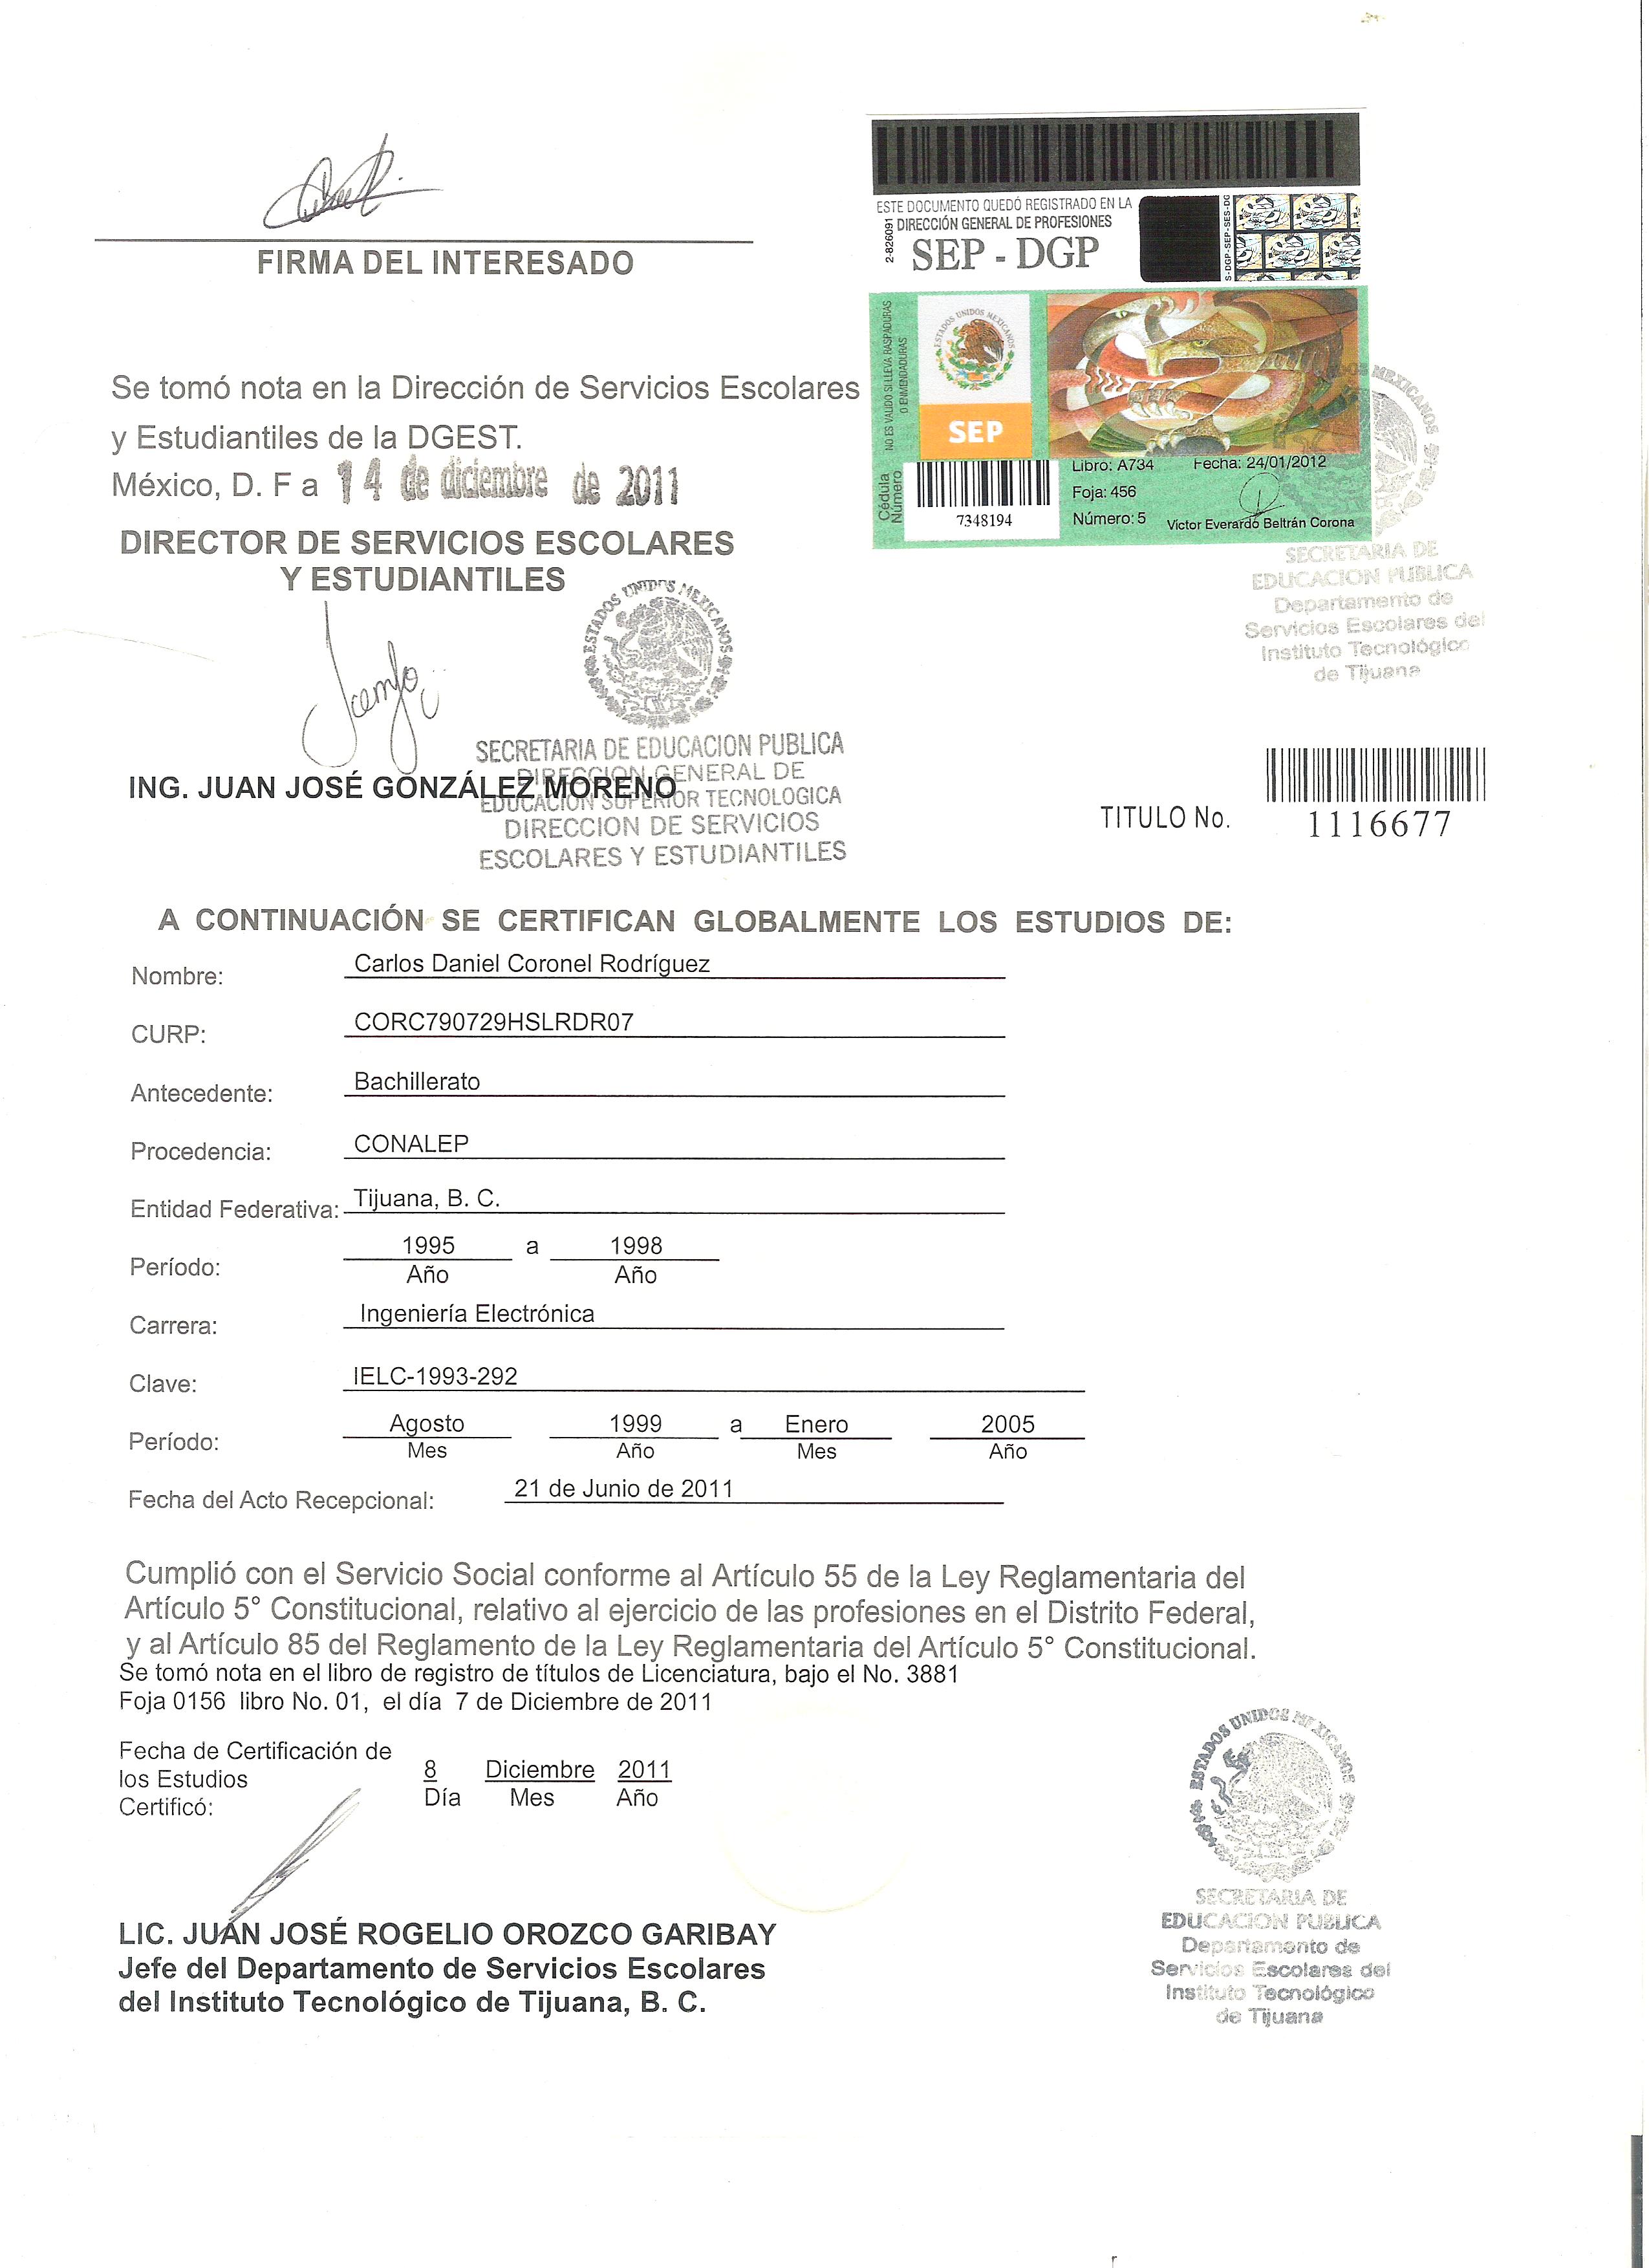 FIRMA DEL INTERESADO
ESTE DOCUMENTO QUEDÓ REGISTRADO EN LA
DIRECCIÓN GENERAL DE PROFESIONES
SEP - DGP
2-826091
S-DGP-SEP-SES-DG
NO ES VALIDO SI LLEVA RASPADURAS
O ENMENDADURAS
ESTADOS UNIDOS MEXICANOS
SEP
Cédula
Número
7348194
Libro: A734 Fecha: 24/01/2012
Foja: 456
Número: 5 Victor Everardo Beltrán Corona
MEXICANOS
SECRETARIA DE
EDUCACION PUBLICA
Departamento de
Servicios Escolares del
Instituto Tecnológico
de Tijuana
Se tomó nota en la Dirección de Servicios Escolares
y Estudiantiles de la DGEST.
México, D. F a 14 de diciembre de 2011
DIRECTOR DE SERVICIOS ESCOLARES
Y ESTUDIANTILES
ESTADOS UNIDOS MEXICANOS
SECRETARIA DE EDUCACION PUBLICA
DIRECCION GENERAL DE
EDUCACION SUPERIOR TECNOLOGICA
DIRECCION DE SERVICIOS
ESCOLARES Y ESTUDIANTILES
ING. JUAN JOSÉ GONZÁLEZ MORENO
TITULO No. 1116677
A CONTINUACIÓN SE CERTIFICAN GLOBALMENTE LOS ESTUDIOS DE:
Nombre: Carlos Daniel Coronel Rodríguez
CURP: CORC790729HSLRDR07
Antecedente: Bachillerato
Procedencia: CONALEP
Entidad Federativa: Tijuana, B. C.
Período: 1995 a 1998
Año Año
Carrera: Ingeniería Electrónica
Clave: IELC-1993-292
Período: Agosto 1999 a Enero 2005
Mes Año Mes Año
Fecha del Acto Recepcional: 21 de Junio de 2011
Cumplió con el Servicio Social conforme al Artículo 55 de la Ley Reglamentaria del
Artículo 5° Constitucional, relativo al ejercicio de las profesiones en el Distrito Federal,
y al Artículo 85 del Reglamento de la Ley Reglamentaria del Artículo 5° Constitucional.
Se tomó nota en el libro de registro de títulos de Licenciatura, bajo el No. 3881
Foja 0156 libro No. 01, el día 7 de Diciembre de 2011
Fecha de Certificación de
los Estudios 8 Diciembre 2011
Certificó: Día Mes Año
LIC. JUAN JOSÉ ROGELIO OROZCO GARIBAY
Jefe del Departamento de Servicios Escolares
del Instituto Tecnológico de Tijuana, B. C.
ESTADOS UNIDOS MEXICANOS
SECRETARIA DE
EDUCACION PUBLICA
Departamento de
Servicios Escolares del
Instituto Tecnológico
de Tijuana